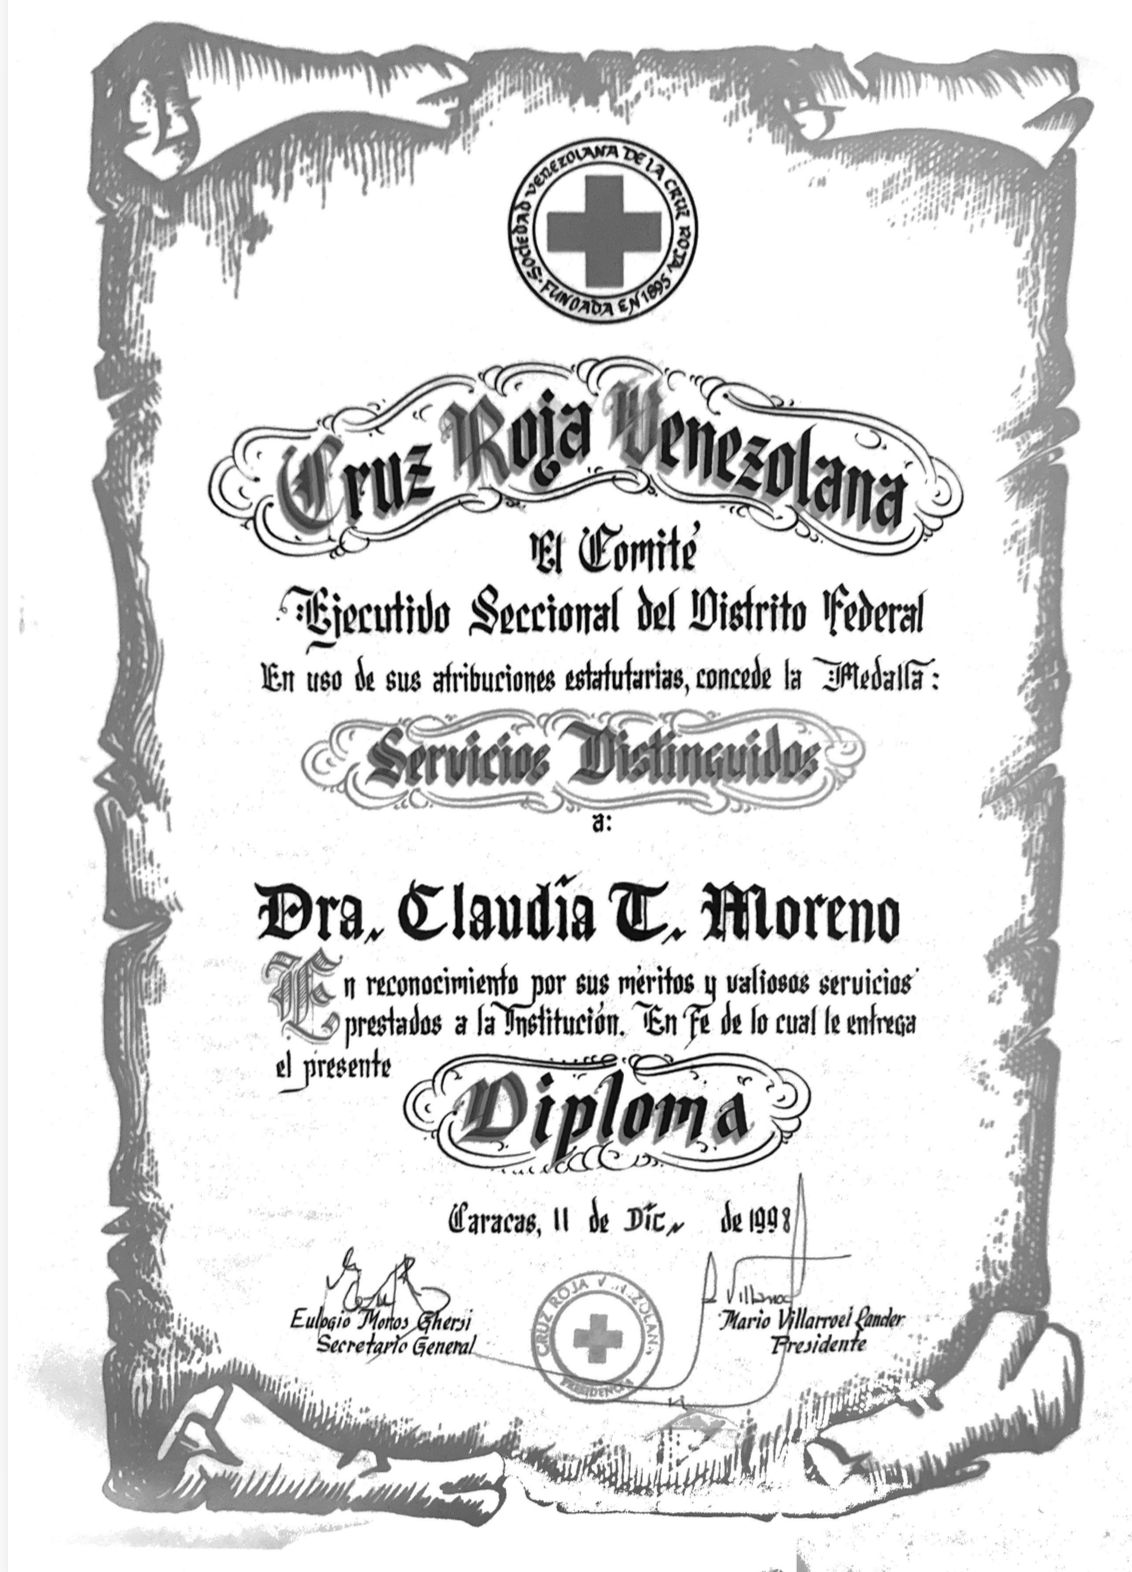 SOCIEDAD VENEZOLANA DE LA CRUZ ROJA · FUNDADA EN 1895 ·
Cruz Roja Venezolana
El Comité
Ejecutivo Seccional del Distrito Federal
En uso de sus atribuciones estatutarias, concede la Medalla:
Servicios Distinguidos
a:
Dra. Claudia T. Moreno
En reconocimiento por sus méritos y valiosos servicios
prestados a la Institución. En Fe de lo cual le entrega
el presente
Diploma
Caracas, 11 de Dic. de 1998
Villarroel
Eulogio Monos Ghersi
Secretario General
Mario Villarroel Lander
Presidente
CRUZ ROJA VENEZOLANA
PRESIDENCIA